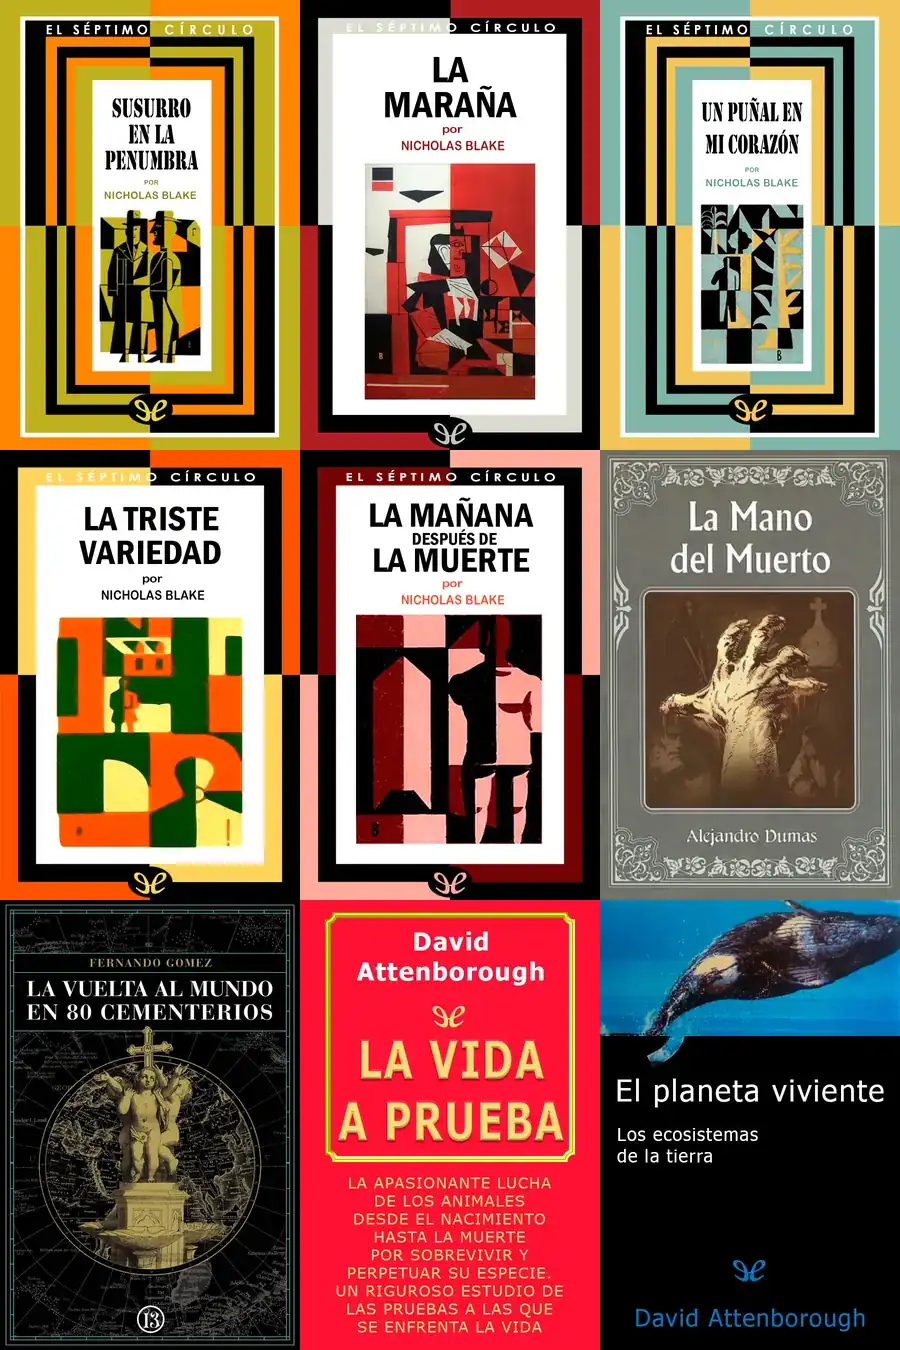 EL SÉPTIMO CÍRCULO
SUSURRO
EN LA
PENUMBRA
POR
NICHOLAS BLAKE
EL SÉPTIMO CÍRCULO
LA
MARAÑA
por
NICHOLAS BLAKE
B
EL SÉPTIMO CÍRCULO
UN PUÑAL EN
MI CORAZÓN
POR
NICHOLAS BLAKE
B
EL SÉPTIMO CÍRCULO
LA TRISTE
VARIEDAD
por
NICHOLAS BLAKE
EL SÉPTIMO CÍRCULO
LA MAÑANA
DESPUÉS DE
LA MUERTE
por
NICHOLAS BLAKE
B
La Mano
del Muerto
Alejandro Dumas
FERNANDO GOMEZ
LA VUELTA AL MUNDO
EN 80 CEMENTERIOS
13
David
Attenborough
LA VIDA
A PRUEBA
LA APASIONANTE LUCHA
DE LOS ANIMALES
DESDE EL NACIMIENTO
HASTA LA MUERTE
POR SOBREVIVIR Y
PERPETUAR SU ESPECIE.
UN RIGUROSO ESTUDIO DE
LAS PRUEBAS A LAS QUE
SE ENFRENTA LA VIDA
El planeta viviente
Los ecosistemas
de la tierra
David Attenborough